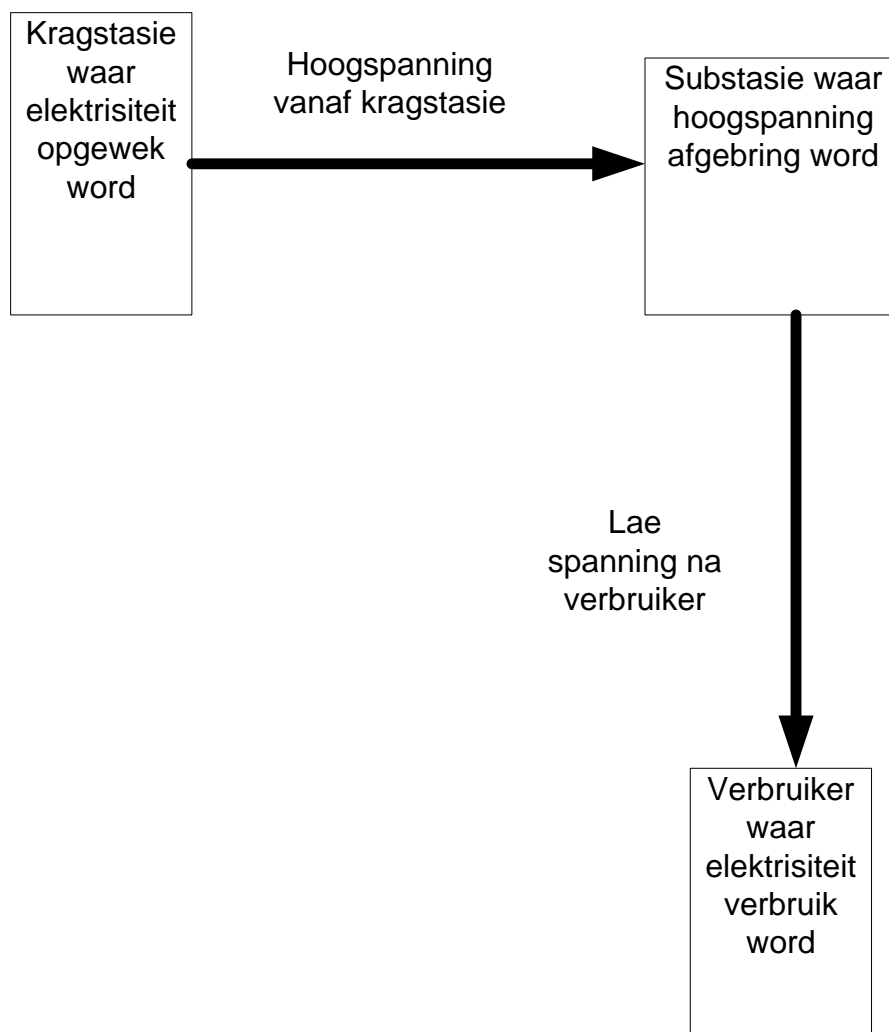 Kragstasie
waar
elektrisiteit
opgewek
word
Hoogspanning
vanaf kragstasie
Substasie waar
hoogspanning
afgebring word
Lae
spanning na
verbruiker
Verbruiker
waar
elektrisiteit
verbruik
word